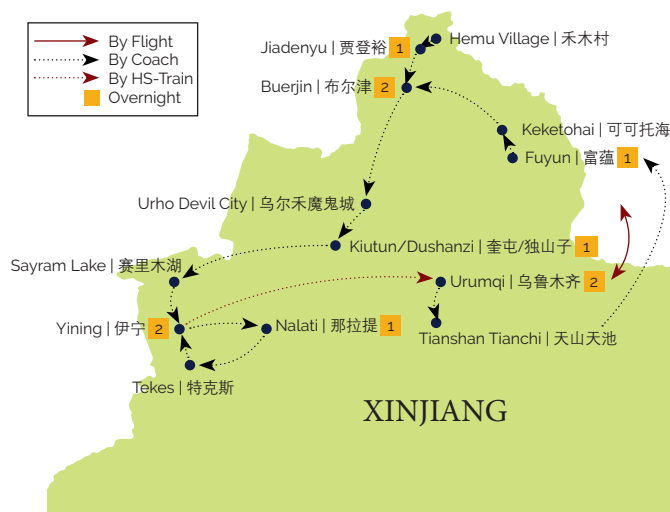 By Flight
By Coach
By HS-Train
Overnight
Hemu Village | 禾木村
Jiadenyu | 贾登裕 1
Buerjin | 布尔津 2
Keketohai | 可可托海
Fuyun | 富蕴 1
Urho Devil City | 乌尔禾魔鬼城
Kiutun/Dushanzi | 奎屯/独山子 1
Sayram Lake | 赛里木湖
Urumqi | 乌鲁木齐 2
Yining | 伊宁 2
Nalati | 那拉提 1
Tianshan Tianchi | 天山天池
Tekes | 特克斯
XINJIANG